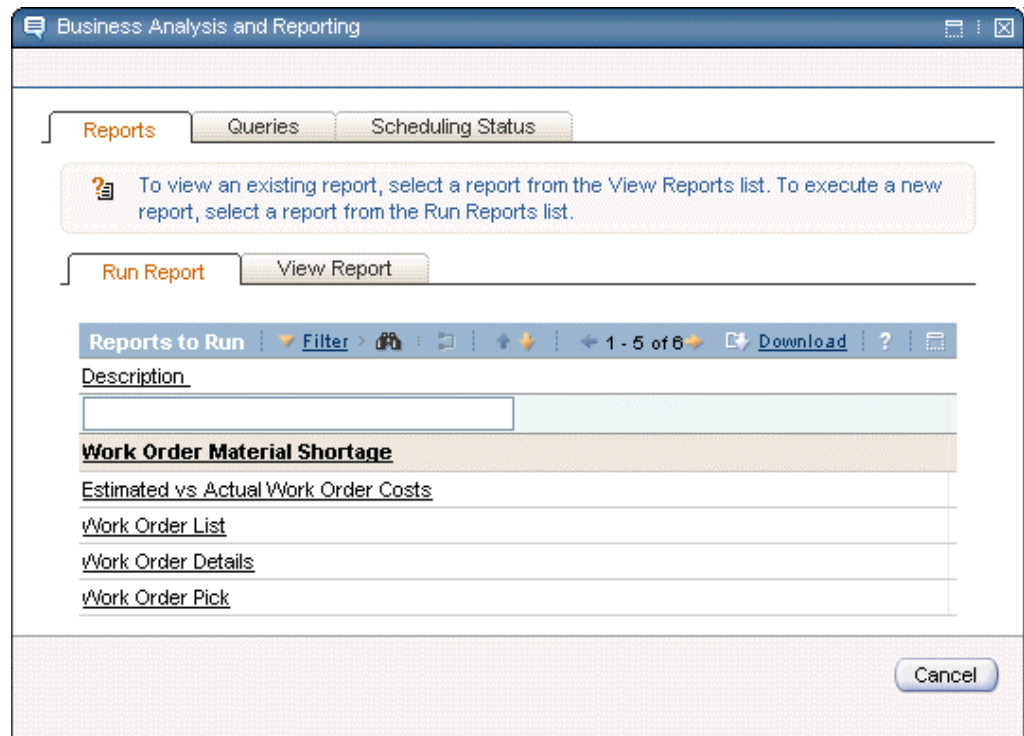 Business Analysis and Reporting
Reports Queries Scheduling Status
To view an existing report, select a report from the View Reports list. To execute a new
report, select a report from the Run Reports list.
Run Report View Report
Reports to Run Filter 1 - 5 of 6 Download ?
Description
Work Order Material Shortage
Estimated vs Actual Work Order Costs
Work Order List
Work Order Details
Work Order Pick
Cancel